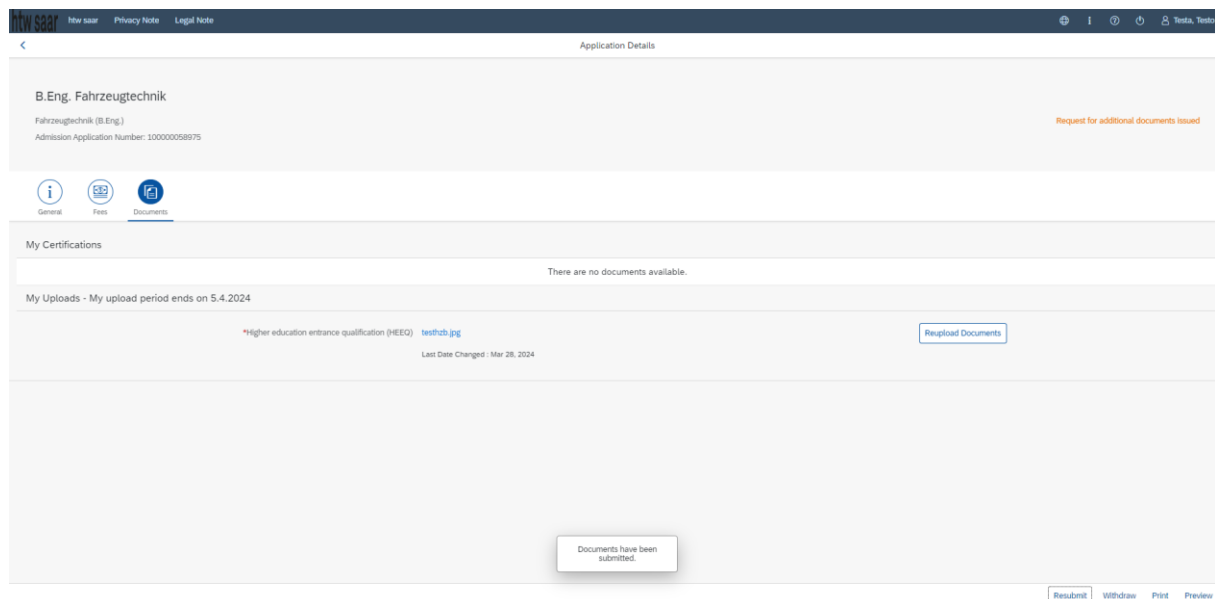 htw saar htw saar Privacy Note Legal Note Testa, Testo
Application Details
B.Eng. Fahrzeugtechnik
Fahrzeugtechnik (B.Eng.)
Request for additional documents issued
Admission Application Number: 100000058975
General Fees Documents
My Certifications
There are no documents available.
My Uploads - My upload period ends on 5.4.2024
*Higher education entrance qualification (HEEQ) testhzb.jpg Reupload Documents
Last Date Changed : Mar 28, 2024
Documents have been
submitted.
Resubmit Withdraw Print Preview